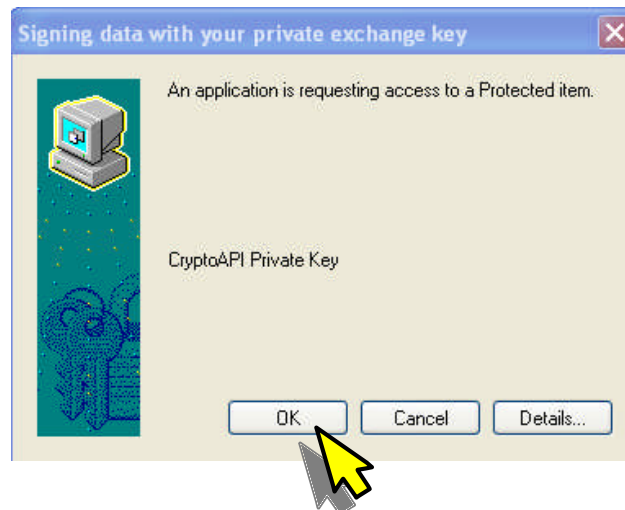 Signing data with your private exchange key
An application is requesting access to a Protected item.
CryptoAPI Private Key
OK Cancel Details...